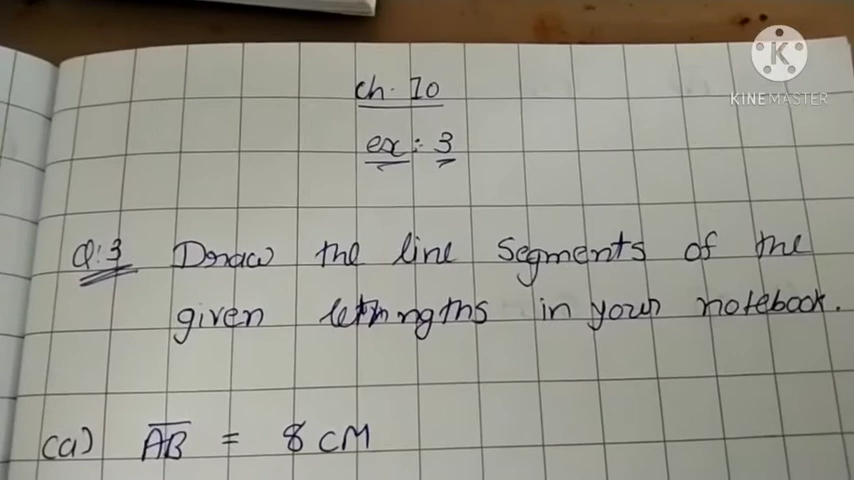 KINEMASTER
ch. 10
ex: 3
Q:3 Draw the line segments of the
given lengths in your notebook.
(a) AB = 8 CM